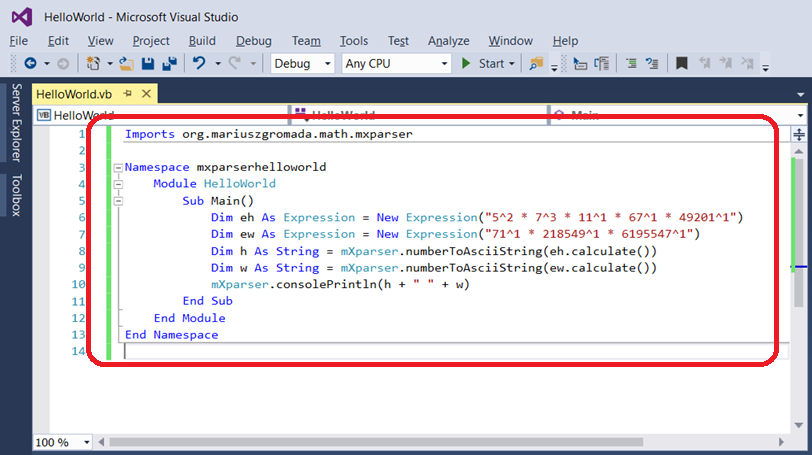 HelloWorld - Microsoft Visual Studio
File Edit View Project Build Debug Team Tools Test Analyze Window Help
Debug Any CPU Start
Server Explorer
Toolbox
HelloWorld.vb
VB HelloWorld HelloWorld Main
1 Imports org.mariuszgromada.math.mxparser
2
3 Namespace mxparserhelloworld
4 Module HelloWorld
5 Sub Main()
6 Dim eh As Expression = New Expression("5^2 * 7^3 * 11^1 * 67^1 * 49201^1")
7 Dim ew As Expression = New Expression("71^1 * 218549^1 * 6195547^1")
8 Dim h As String = mXparser.numberToAsciiString(eh.calculate())
9 Dim w As String = mXparser.numberToAsciiString(ew.calculate())
10 mXparser.consolePrintln(h + " " + w)
11 End Sub
12 End Module
13 End Namespace
14
100 %